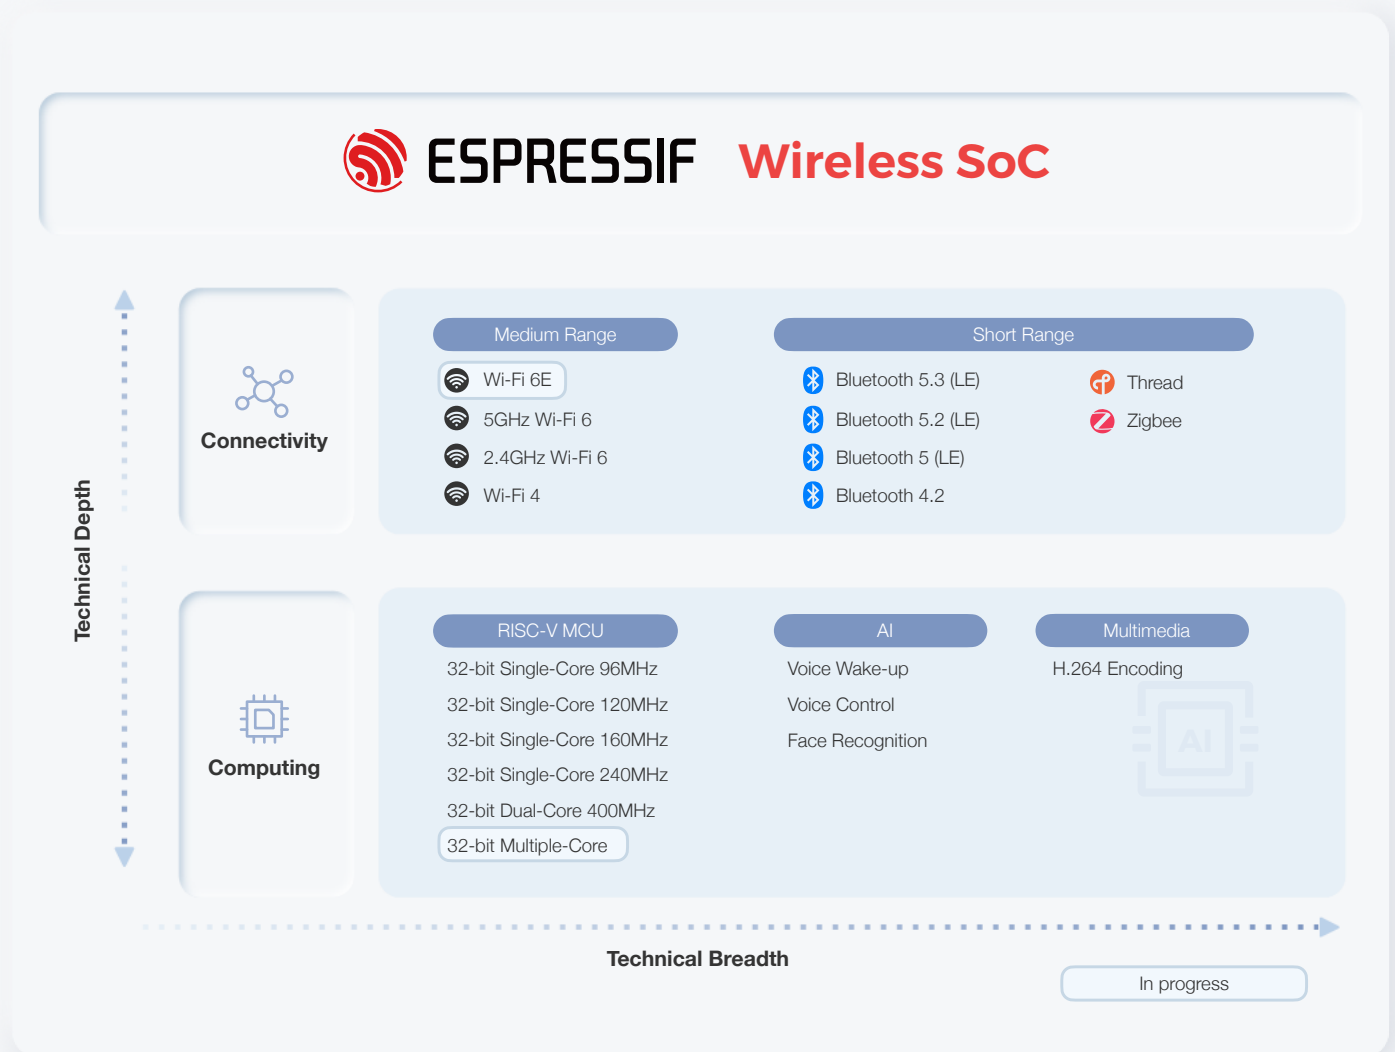 ESPRESSIF Wireless SoC
Technical Depth
Connectivity
Medium Range
Wi-Fi 6E
5GHz Wi-Fi 6
2.4GHz Wi-Fi 6
Wi-Fi 4
Short Range
Bluetooth 5.3 (LE)
Bluetooth 5.2 (LE)
Bluetooth 5 (LE)
Bluetooth 4.2
Thread
Zigbee
Computing
RISC-V MCU
32-bit Single-Core 96MHz
32-bit Single-Core 120MHz
32-bit Single-Core 160MHz
32-bit Single-Core 240MHz
32-bit Dual-Core 400MHz
32-bit Multiple-Core
AI
Voice Wake-up
Voice Control
Face Recognition
Multimedia
H.264 Encoding
AI
Technical Breadth
In progress